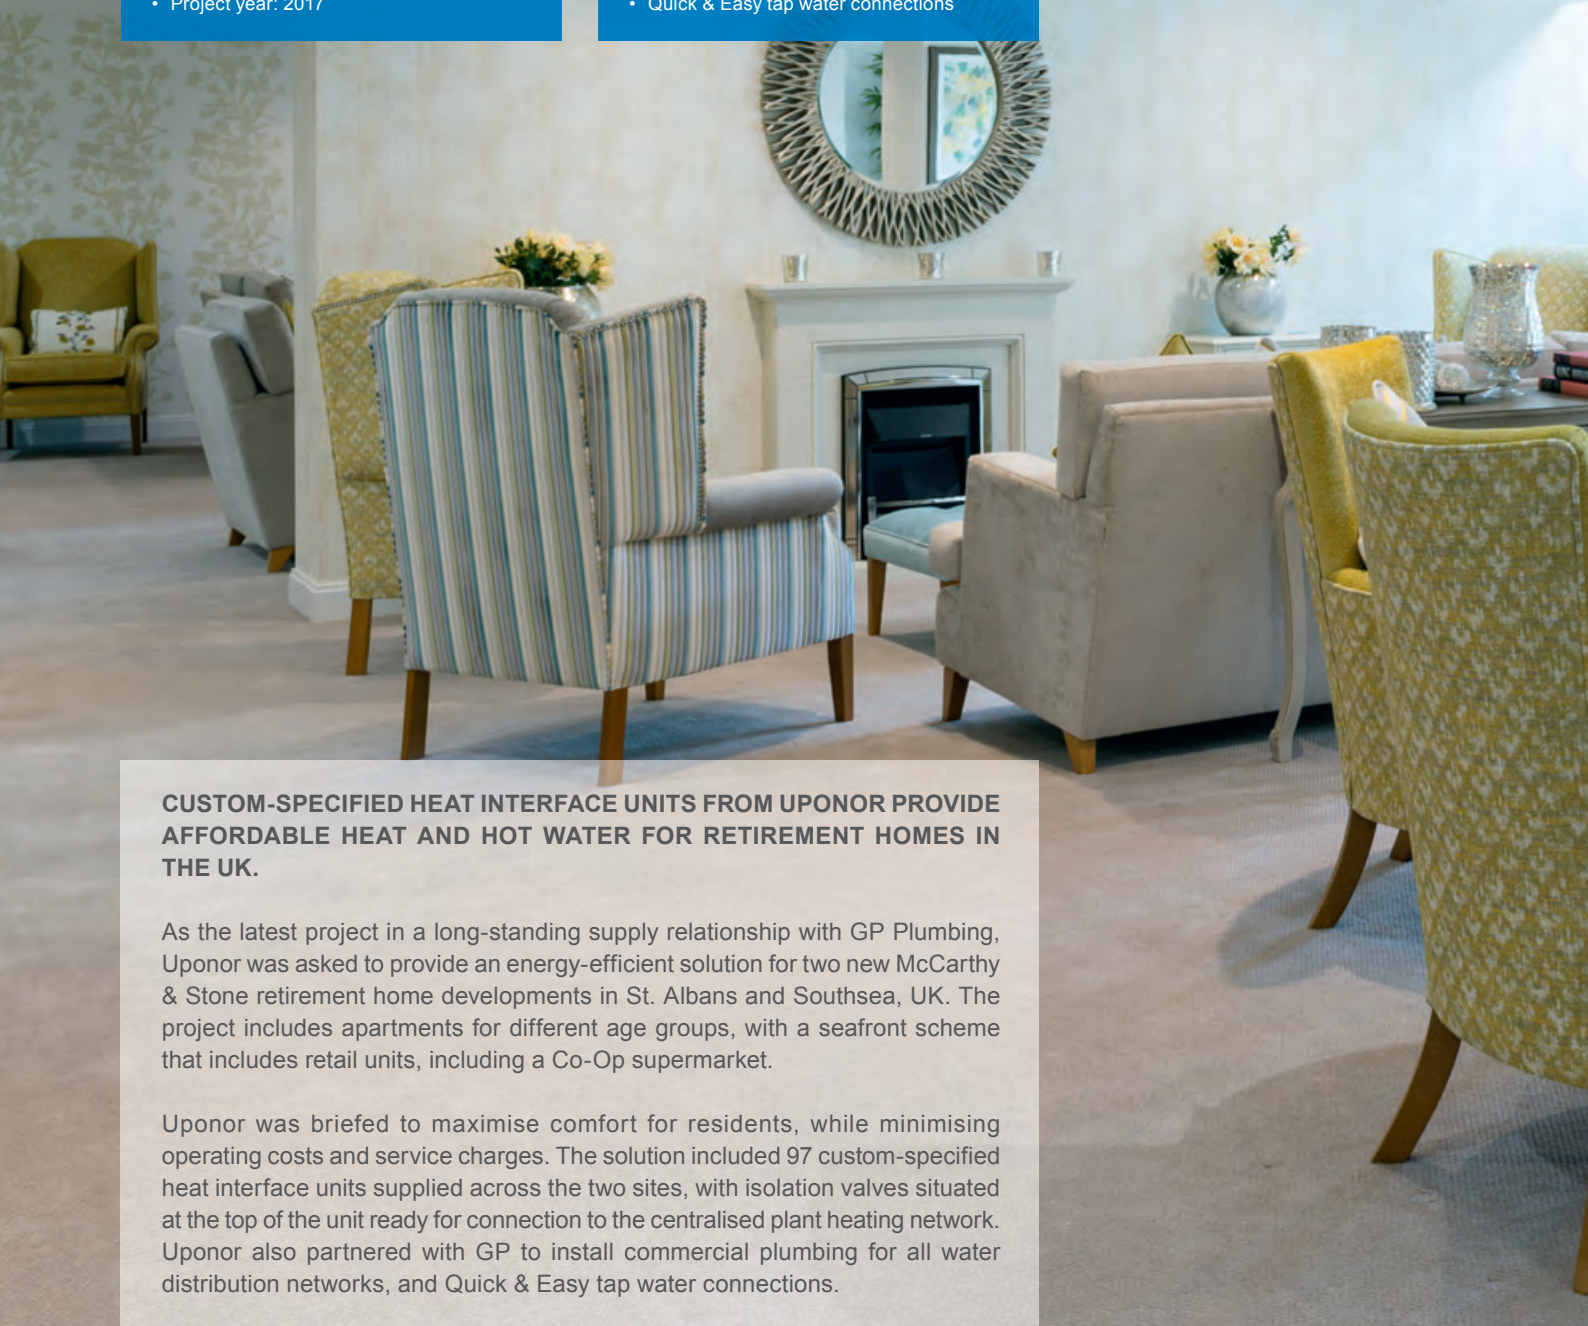 • Project year: 2017
• Quick & Easy tap water connections
CUSTOM-SPECIFIED HEAT INTERFACE UNITS FROM UPONOR PROVIDE
AFFORDABLE HEAT AND HOT WATER FOR RETIREMENT HOMES IN
THE UK.
As the latest project in a long-standing supply relationship with GP Plumbing,
Uponor was asked to provide an energy-efficient solution for two new McCarthy
& Stone retirement home developments in St. Albans and Southsea, UK. The
project includes apartments for different age groups, with a seafront scheme
that includes retail units, including a Co-Op supermarket.
Uponor was briefed to maximise comfort for residents, while minimising
operating costs and service charges. The solution included 97 custom-specified
heat interface units supplied across the two sites, with isolation valves situated
at the top of the unit ready for connection to the centralised plant heating network.
Uponor also partnered with GP to install commercial plumbing for all water
distribution networks, and Quick & Easy tap water connections.